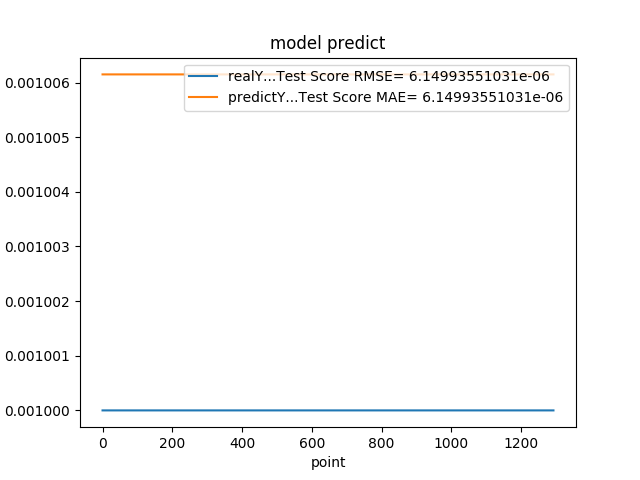 model predict
realY...Test Score RMSE= 6.14993551031e-06
predictY...Test Score MAE= 6.14993551031e-06
0.001006
0.001005
0.001004
0.001003
0.001002
0.001001
0.001000
0 200 400 600 800 1000 1200
point